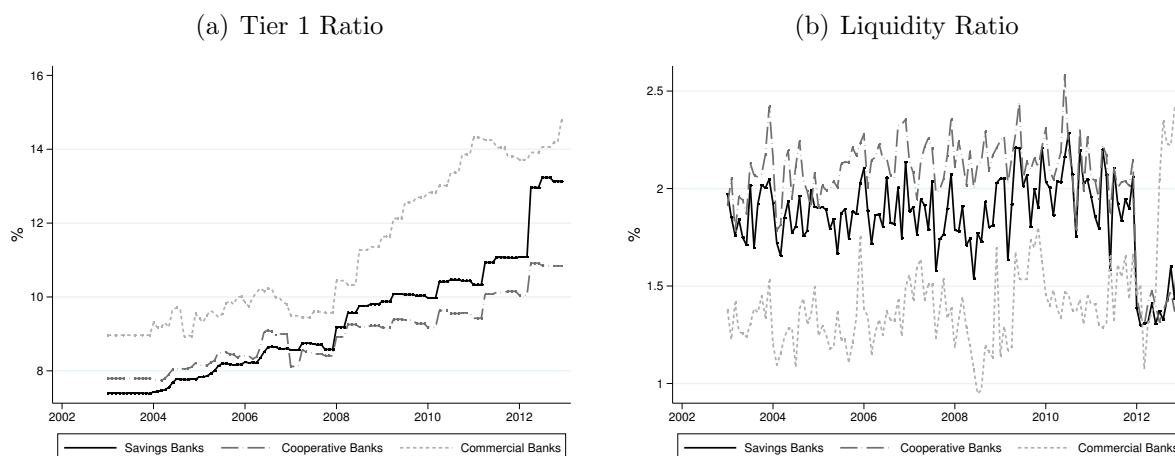 (a) Tier 1 Ratio
16
14
12
10
8
%
2002 2004 2006 2008 2010 2012
Savings Banks Cooperative Banks Commercial Banks
(b) Liquidity Ratio
2.5
2
1.5
1
%
2002 2004 2006 2008 2010 2012
Savings Banks Cooperative Banks Commercial Banks